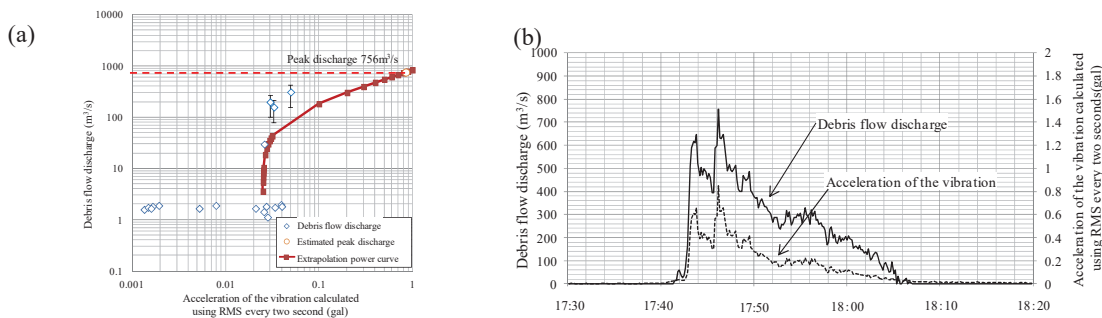 (a)
10000
1000
100
10
1
0.1
Debris flow discharge (m³/s)
Peak discharge 756m³/s
Debris flow discharge
Estimated peak discharge
Extrapolation power curve
0.001
0.01
0.1
1
Acceleration of the vibration calculated
using RMS every two second (gal)
(b)
1000
900
800
700
600
500
400
300
200
100
0
Debris flow discharge (m³/s)
Debris flow discharge
Acceleration of the vibration
2
1.8
1.6
1.4
1.2
1
0.8
0.6
0.4
0.2
0
Acceleration of the vibration calculated
using RMS every two seconds(gal)
17:30
17:40
17:50
18:00
18:10
18:20